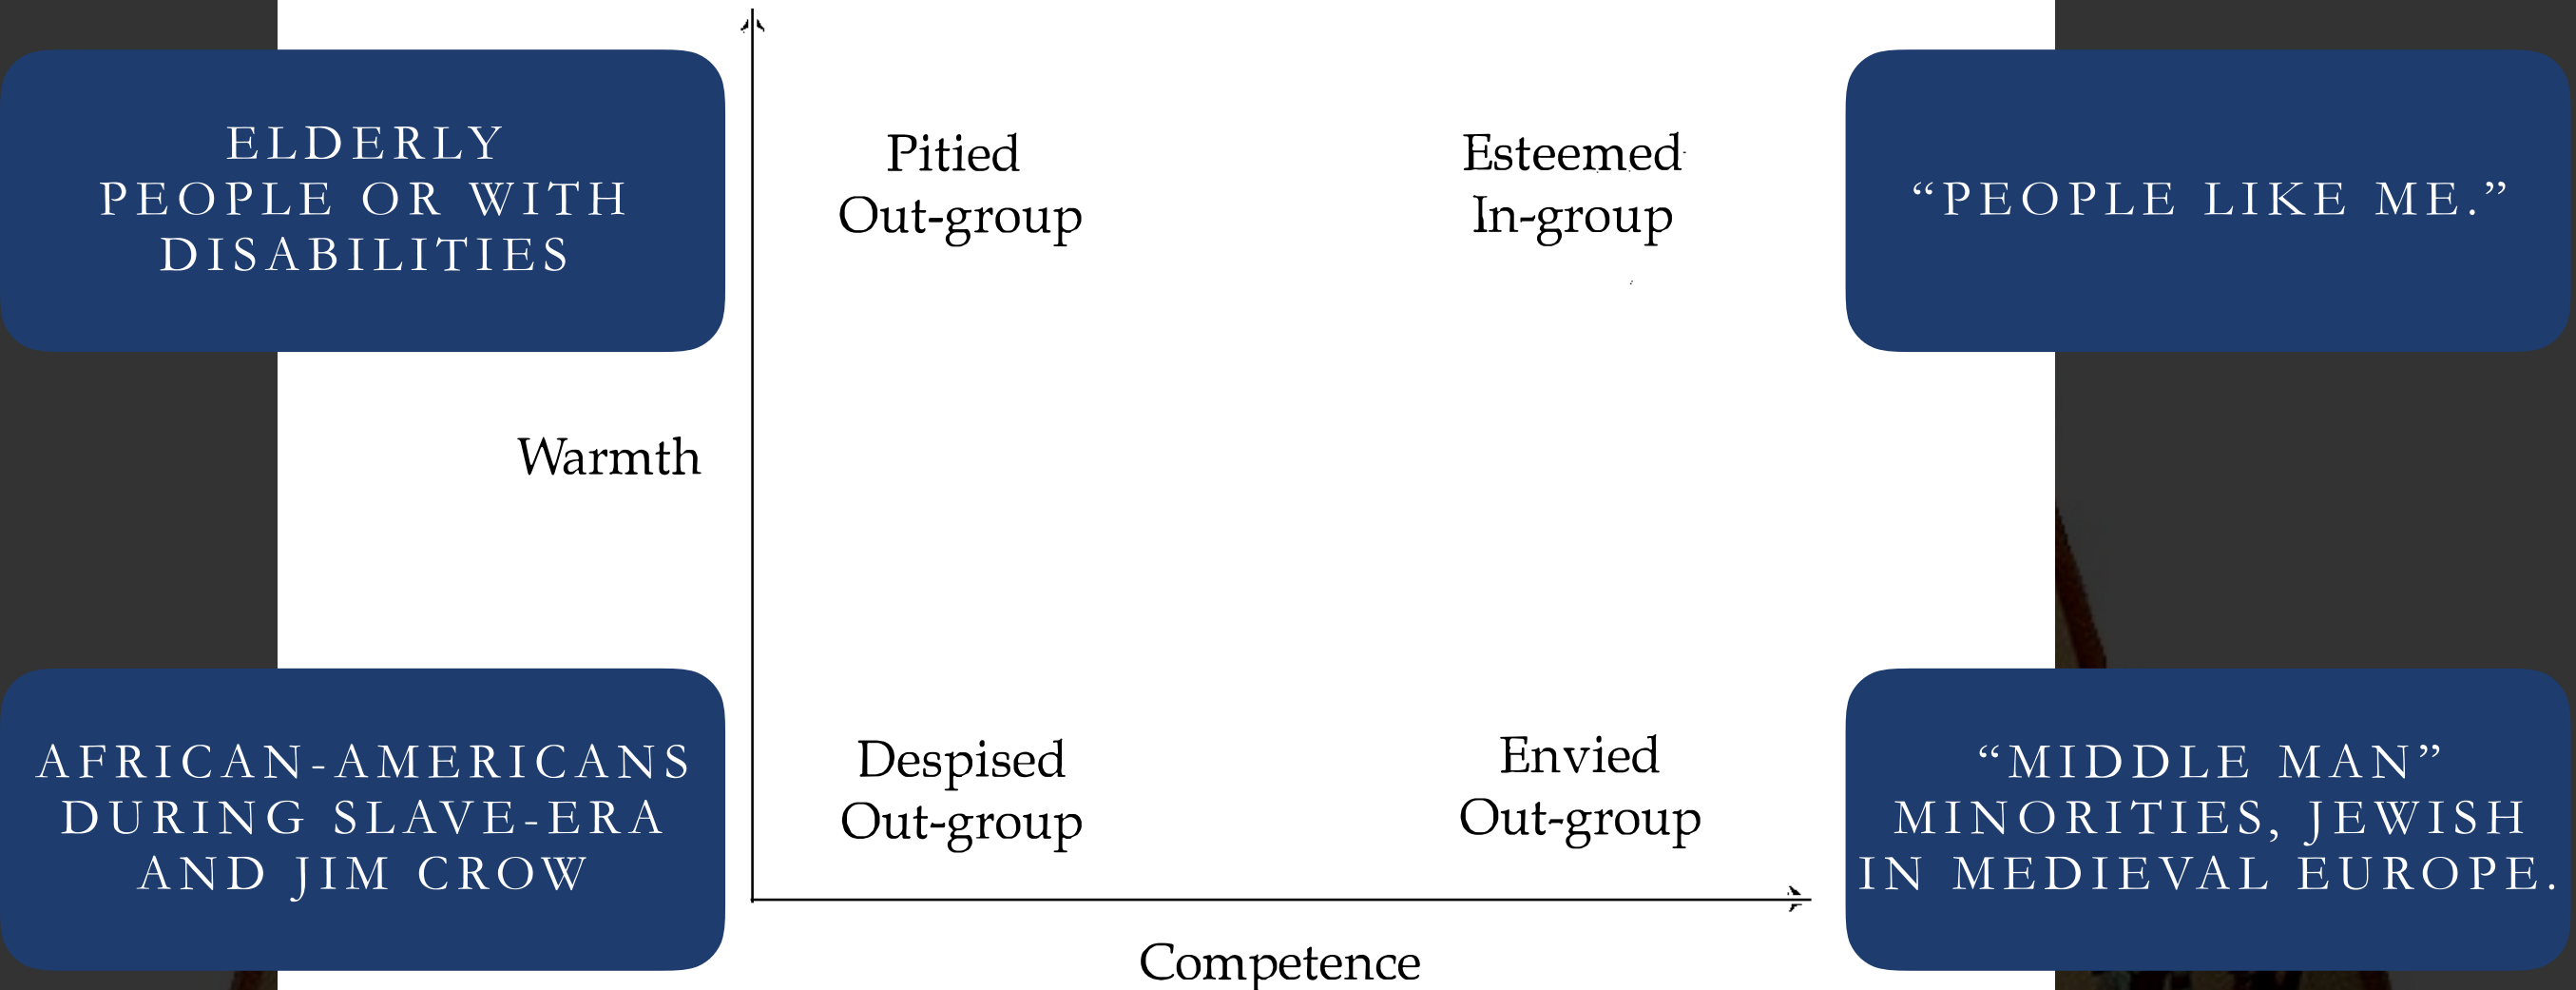 ELDERLY
PEOPLE OR WITH
DISABILITIES
Pitied
Out-group
Esteemed
In-group
“PEOPLE LIKE ME.”
Warmth
AFRICAN-AMERICANS
DURING SLAVE-ERA
AND JIM CROW
Despised
Out-group
Envied
Out-group
“MIDDLE MAN”
MINORITIES, JEWISH
IN MEDIEVAL EUROPE.
Competence